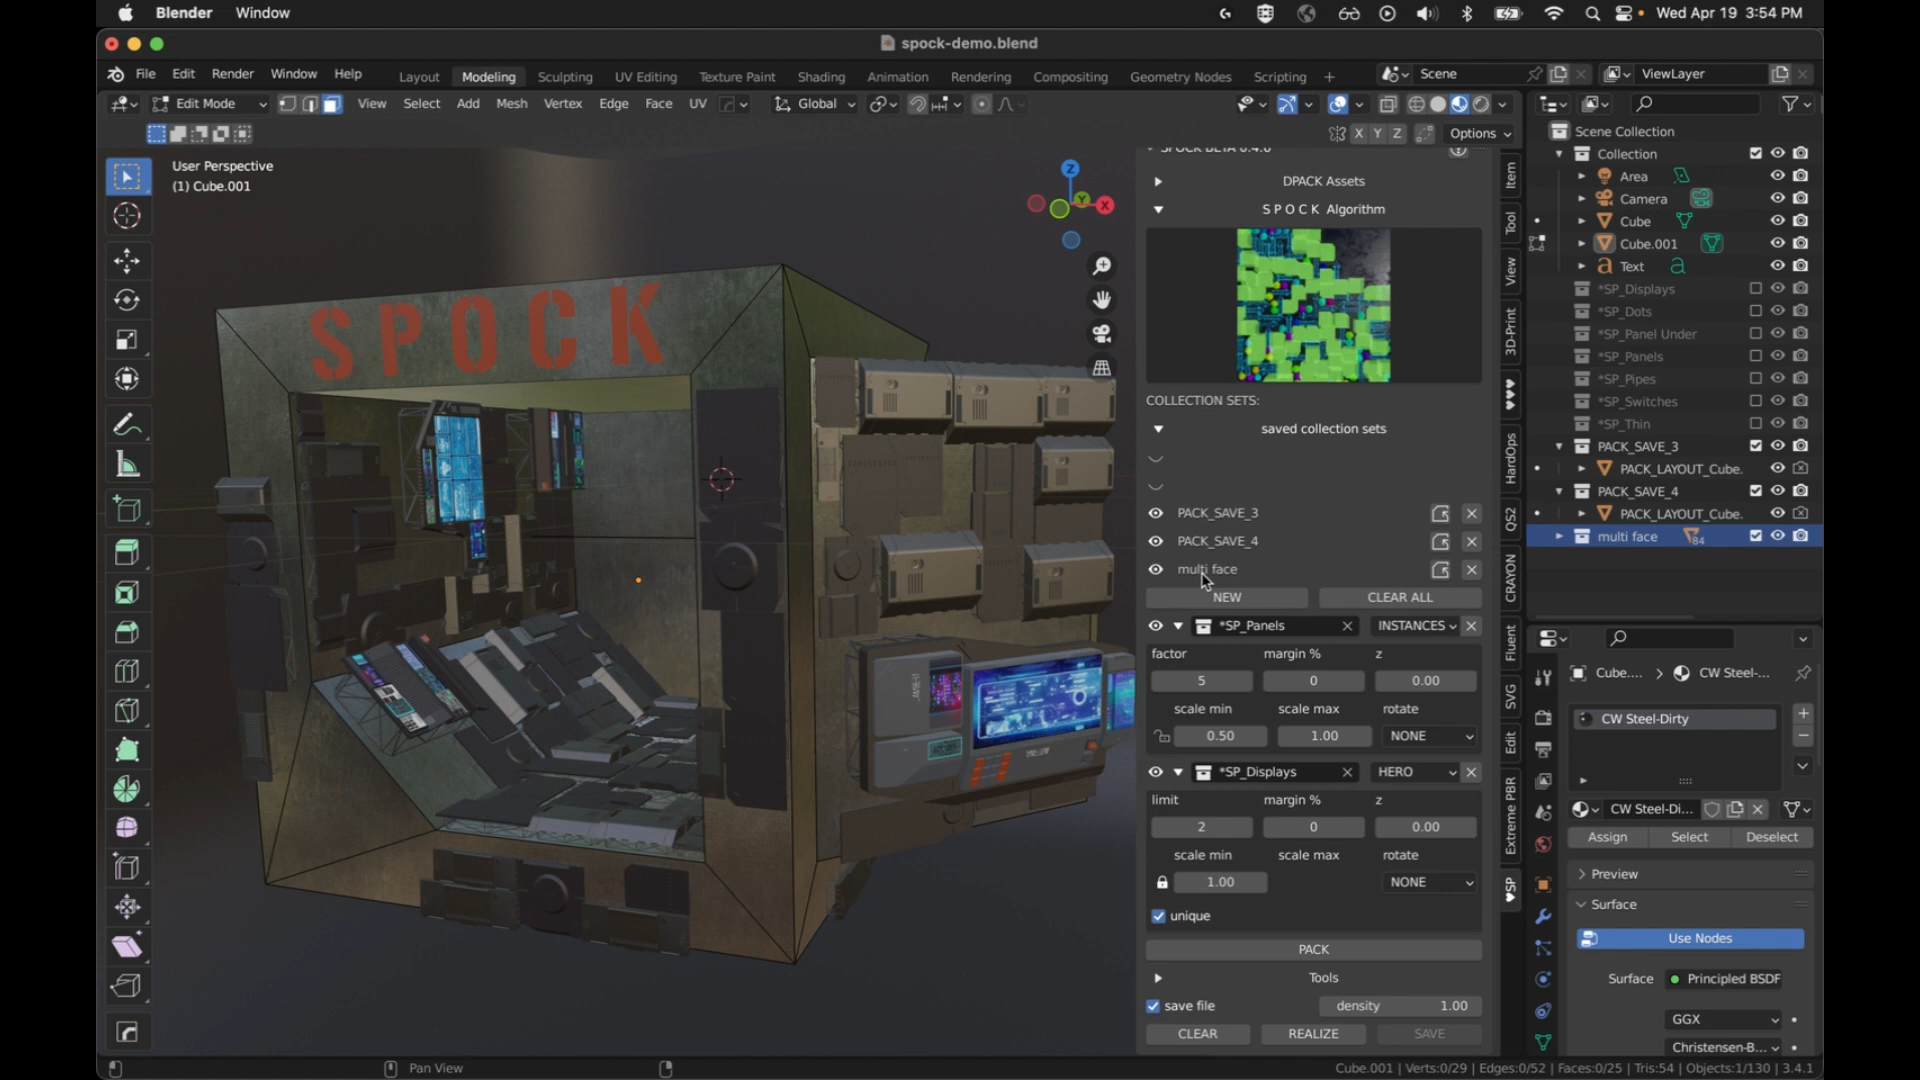 Blender Window
Wed Apr 19 3:54 PM
spock-demo.blend
File Edit Render Window Help
Layout Modeling Sculpting UV Editing Texture Paint Shading Animation Rendering Compositing Geometry Nodes Scripting +
Scene
ViewLayer
Edit Mode
View Select Add Mesh Vertex Edge Face UV
Global
X Y Z
Options
User Perspective
(1) Cube.001
Z
Y
X
SPOCK
SPOCK BETA 0.4.0
DPACK Assets
S P O C K Algorithm
COLLECTION SETS:
saved collection sets
PACK_SAVE_3
PACK_SAVE_4
multi face
NEW
CLEAR ALL
*SP_Panels
INSTANCES
factor
margin %
z
5
0
0.00
scale min
scale max
rotate
0.50
1.00
NONE
*SP_Displays
HERO
limit
margin %
z
2
0
0.00
scale min
scale max
rotate
1.00
NONE
unique
PACK
Tools
save file
density 1.00
CLEAR
REALIZE
SAVE
Item
Tool
View
3D-Print
♥♥♥
HardOps
QS2
CRAYON
Fluent
SVG
Edit
Extreme PBR
♥SP
Scene Collection
Collection
Area
Camera
Cube
Cube.001
Text
*SP_Displays
*SP_Dots
*SP_Panel Under
*SP_Panels
*SP_Pipes
*SP_Switches
*SP_Thin
PACK_SAVE_3
PACK_LAYOUT_Cube.
PACK_SAVE_4
PACK_LAYOUT_Cube.
multi face
84
Cube.... > CW Steel-...
CW Steel-Dirty
CW Steel-Di...
Assign
Select
Deselect
Preview
Surface
Use Nodes
Surface
Principled BSDF
GGX
Christensen-B...
Pan View
Cube.001 | Verts:0/29 | Edges:0/52 | Faces:0/25 | Tris:54 | Objects:1/130 | 3.4.1